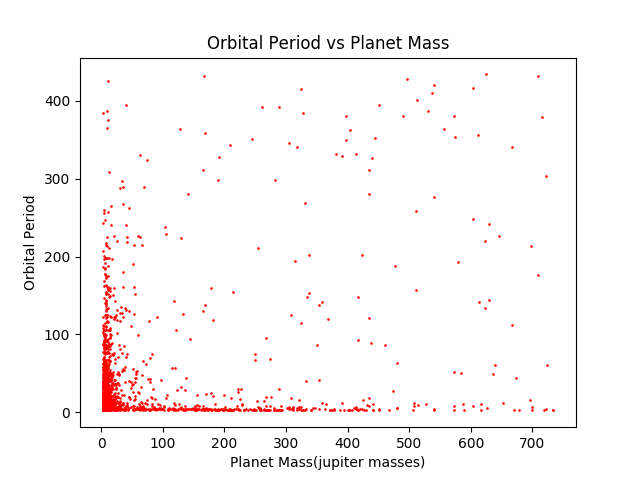 Orbital Period vs Planet Mass
400
300
200
100
0
Orbital Period
0 100 200 300 400 500 600 700
Planet Mass(jupiter masses)